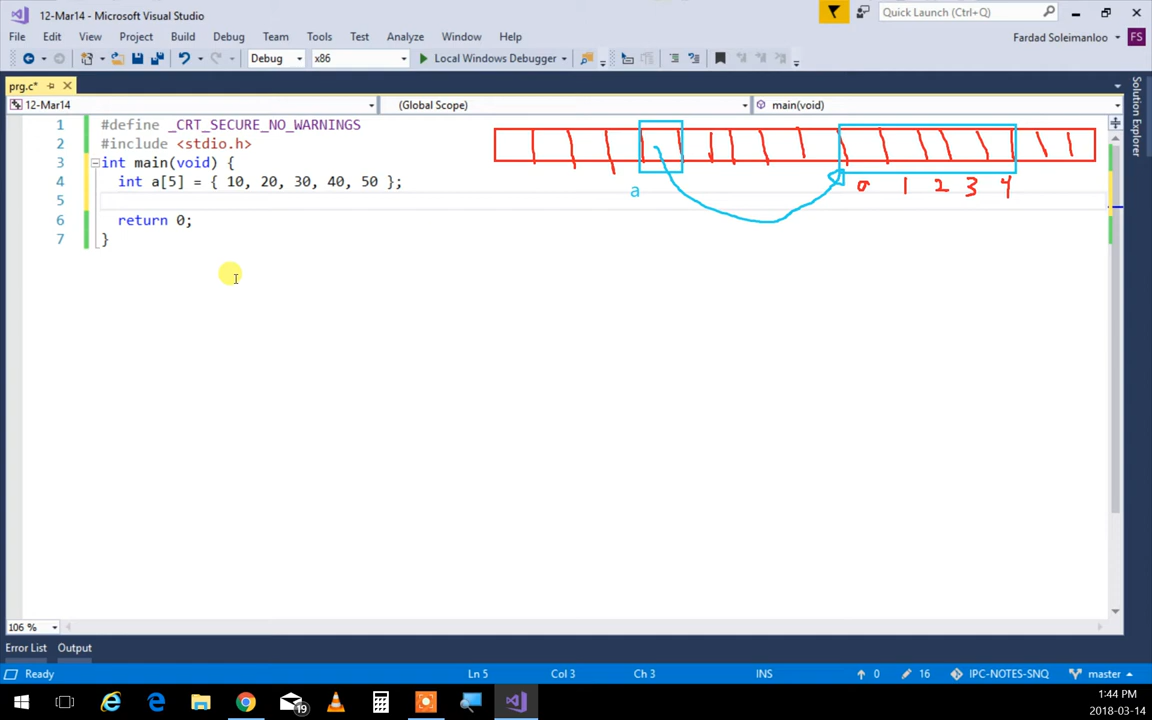 12-Mar14 - Microsoft Visual Studio
Quick Launch (Ctrl+Q)
File Edit View Project Build Debug Team Tools Test Analyze Window Help
Fardad Soleimanloo
FS
Debug x86 Local Windows Debugger
prg.c*
12-Mar14 (Global Scope) main(void)
1 #define _CRT_SECURE_NO_WARNINGS
2 #include <stdio.h>
3 int main(void) {
4 int a[5] = { 10, 20, 30, 40, 50 };
5
6 return 0;
7 }
a
0 1 2 3 4
Solution Explorer
106 %
Error List Output
Ready Ln 5 Col 3 Ch 3 INS 0 16 IPC-NOTES-SNQ master
19
1:44 PM
2018-03-14